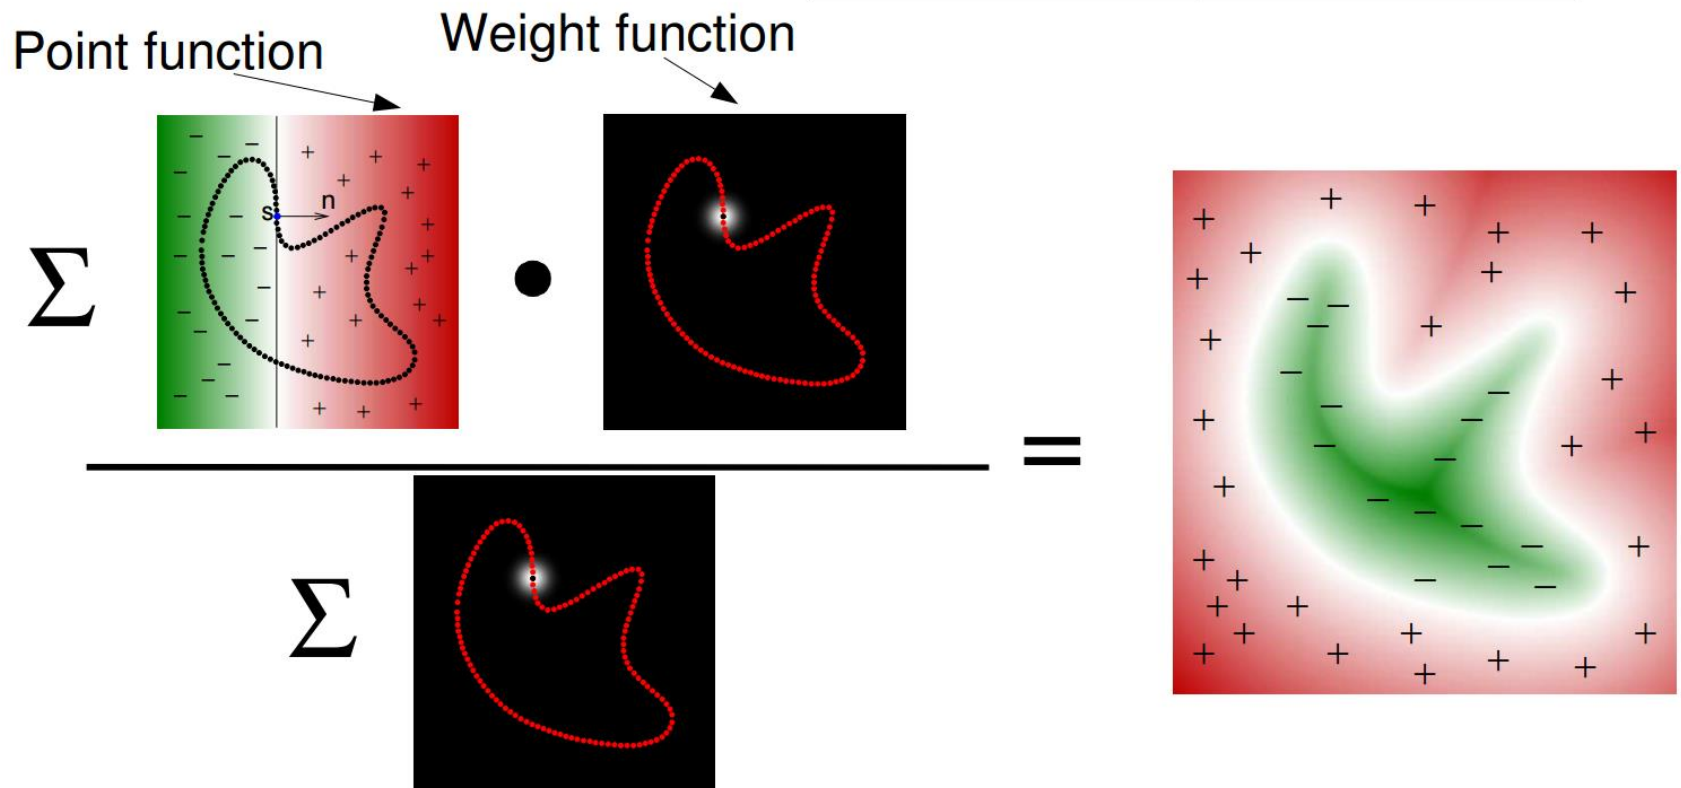 Point function
Weight function
s
n
Σ
•
=
Σ